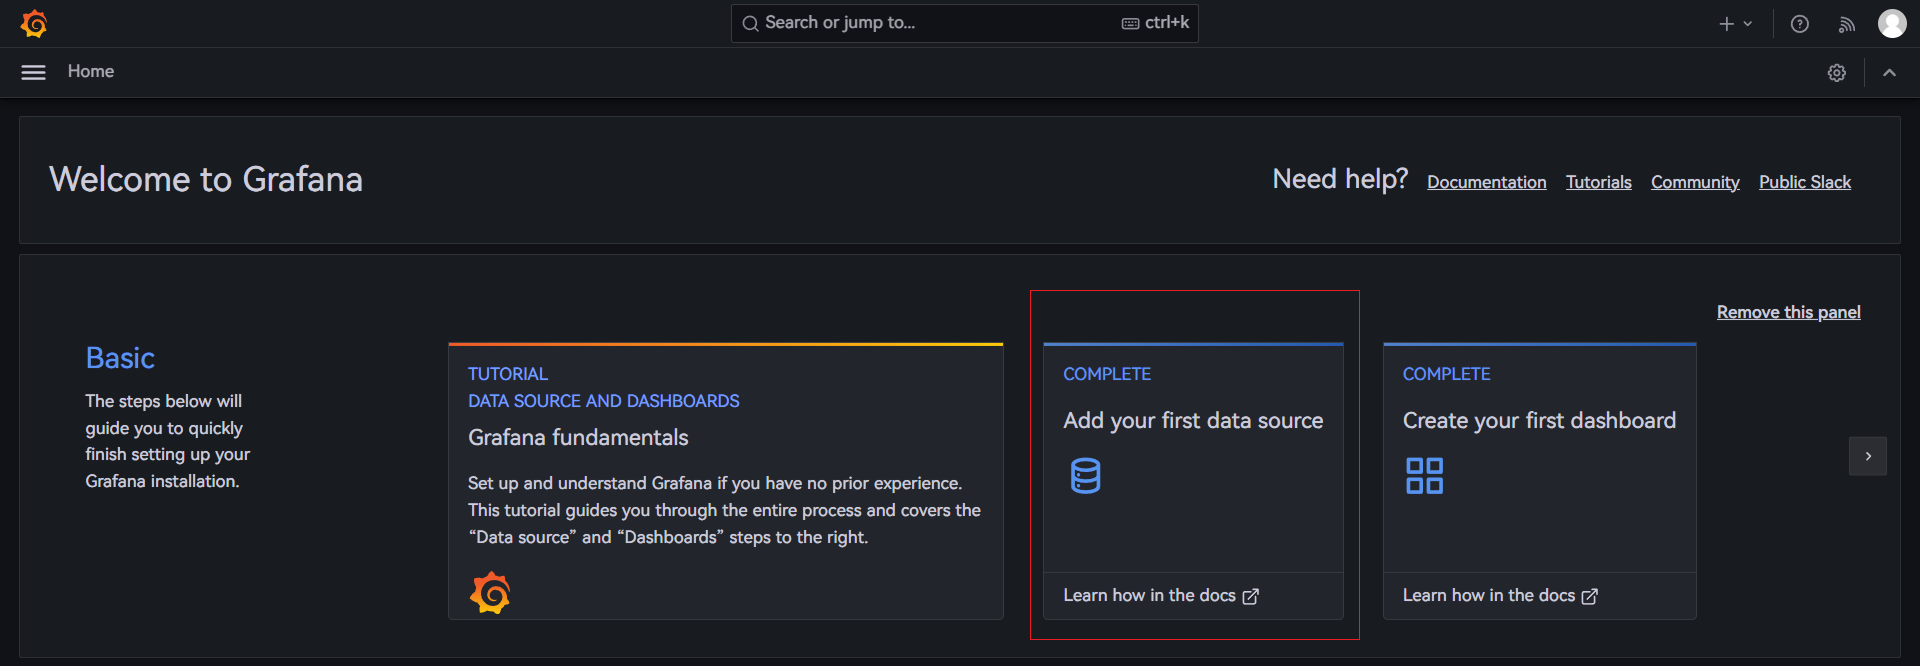 Search or jump to...
ctrl+k
Home
Welcome to Grafana
Need help?
Documentation
Tutorials
Community
Public Slack
Remove this panel
Basic
The steps below will
guide you to quickly
finish setting up your
Grafana installation.
TUTORIAL
DATA SOURCE AND DASHBOARDS
Grafana fundamentals
Set up and understand Grafana if you have no prior experience.
This tutorial guides you through the entire process and covers the
“Data source” and “Dashboards” steps to the right.
COMPLETE
Add your first data source
Learn how in the docs
COMPLETE
Create your first dashboard
Learn how in the docs